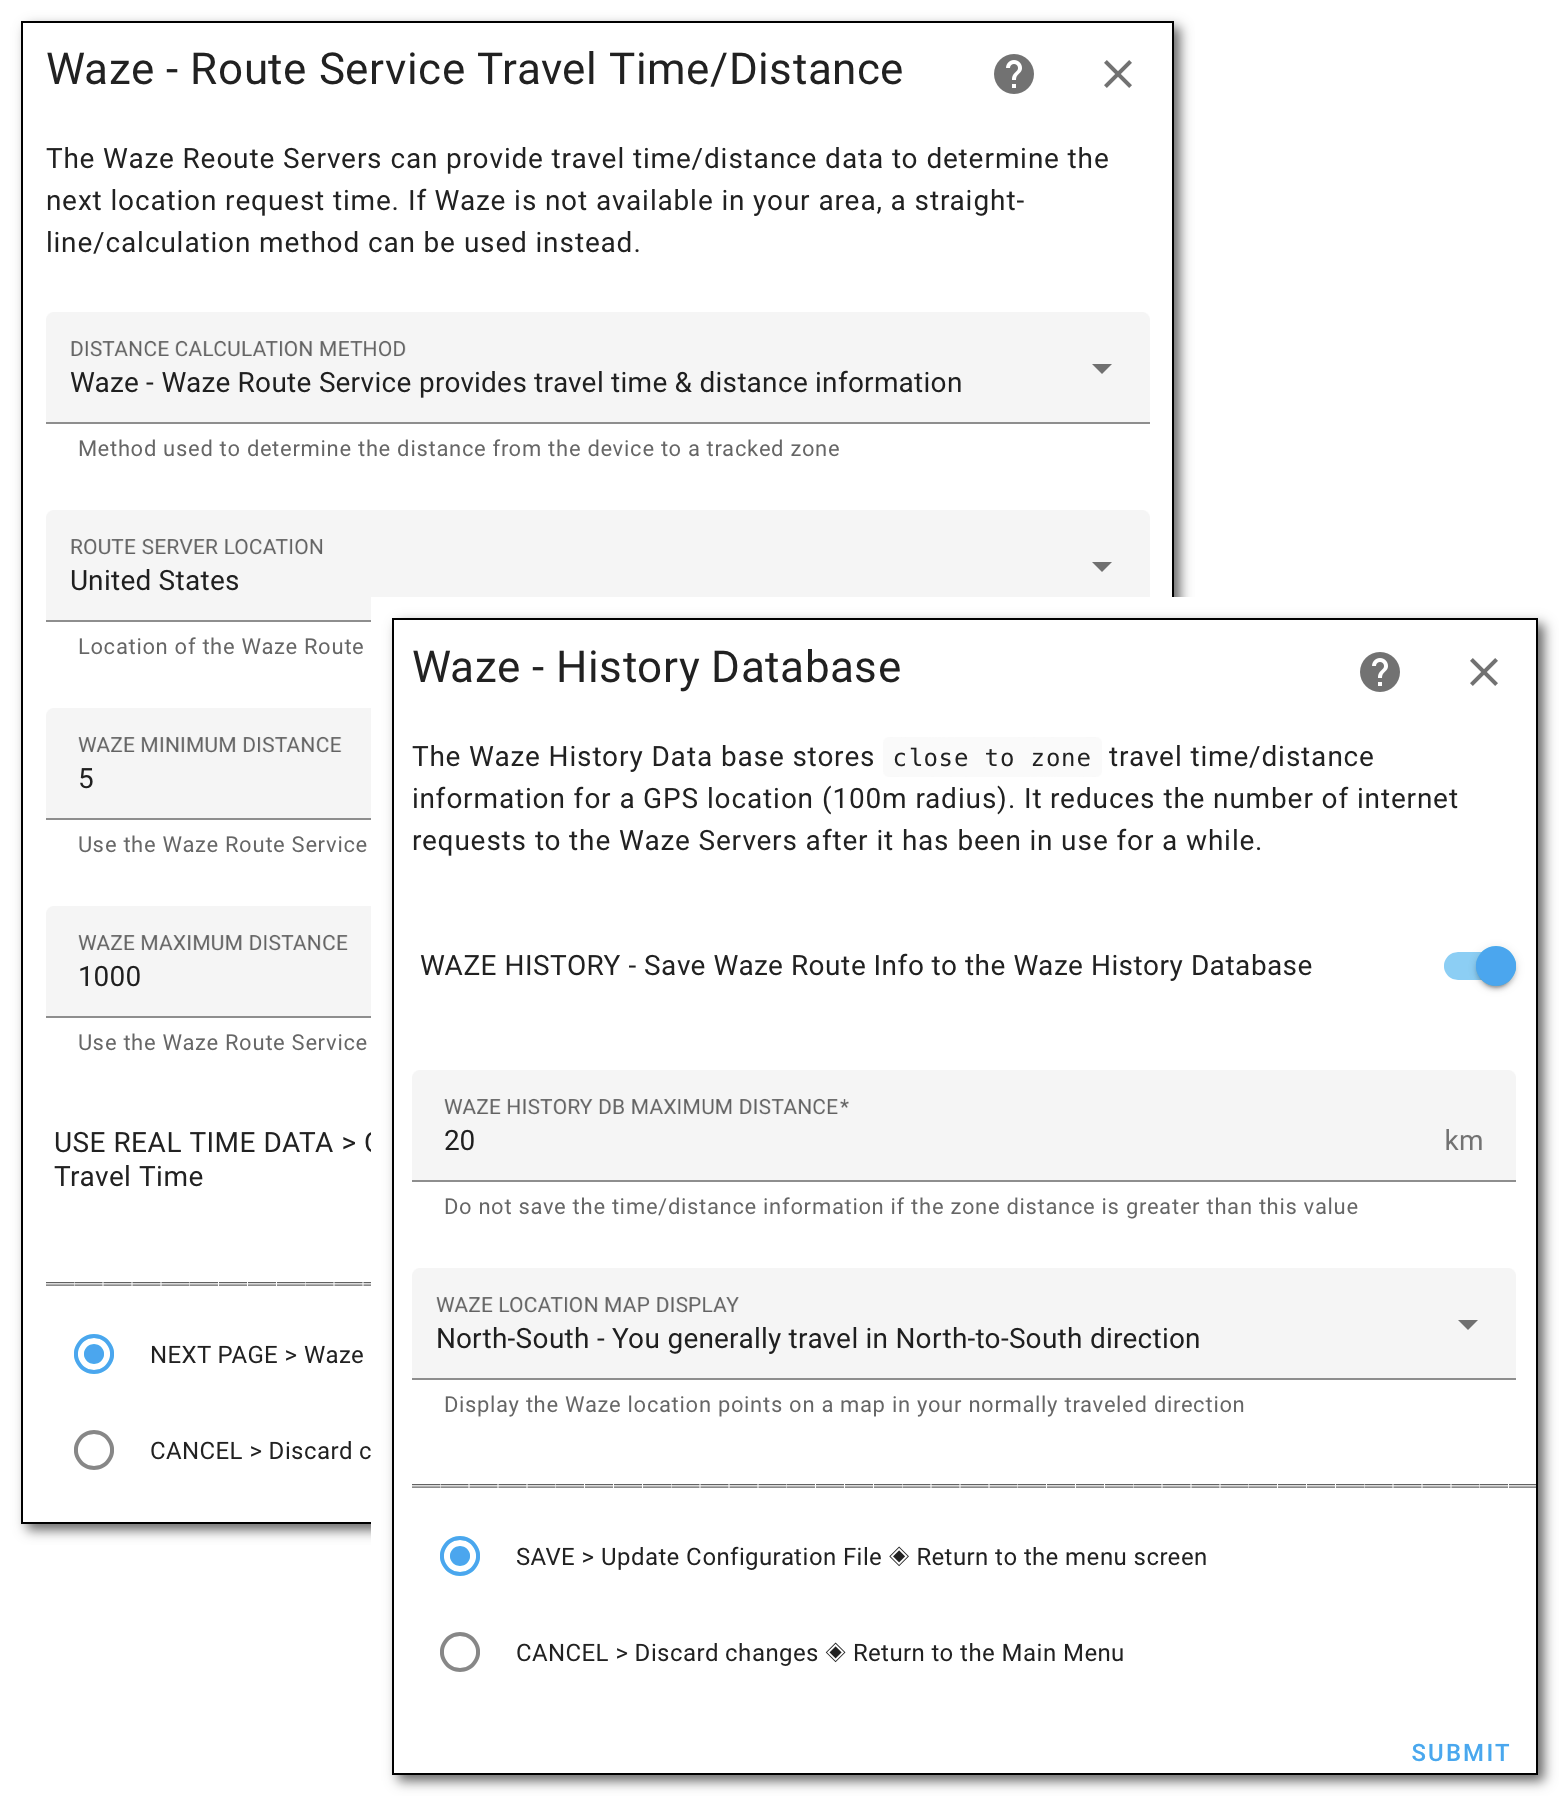 Waze - Route Service Travel Time/Distance
The Waze Reoute Servers can provide travel time/distance data to determine the
next location request time. If Waze is not available in your area, a straight-
line/calculation method can be used instead.
DISTANCE CALCULATION METHOD
Waze - Waze Route Service provides travel time & distance information
Method used to determine the distance from the device to a tracked zone
ROUTE SERVER LOCATION
United States
Location of the Waze Route
WAZE MINIMUM DISTANCE
5
Use the Waze Route Service
WAZE MAXIMUM DISTANCE
1000
Use the Waze Route Service
USE REAL TIME DATA >
Travel Time
NEXT PAGE > Waze
CANCEL > Discard c
Waze - History Database
The Waze History Data base stores close to zone travel time/distance
information for a GPS location (100m radius). It reduces the number of internet
requests to the Waze Servers after it has been in use for a while.
WAZE HISTORY - Save Waze Route Info to the Waze History Database
WAZE HISTORY DB MAXIMUM DISTANCE*
20 km
Do not save the time/distance information if the zone distance is greater than this value
WAZE LOCATION MAP DISPLAY
North-South - You generally travel in North-to-South direction
Display the Waze location points on a map in your normally traveled direction
SAVE > Update Configuration File ◈ Return to the menu screen
CANCEL > Discard changes ◈ Return to the Main Menu
SUBMIT